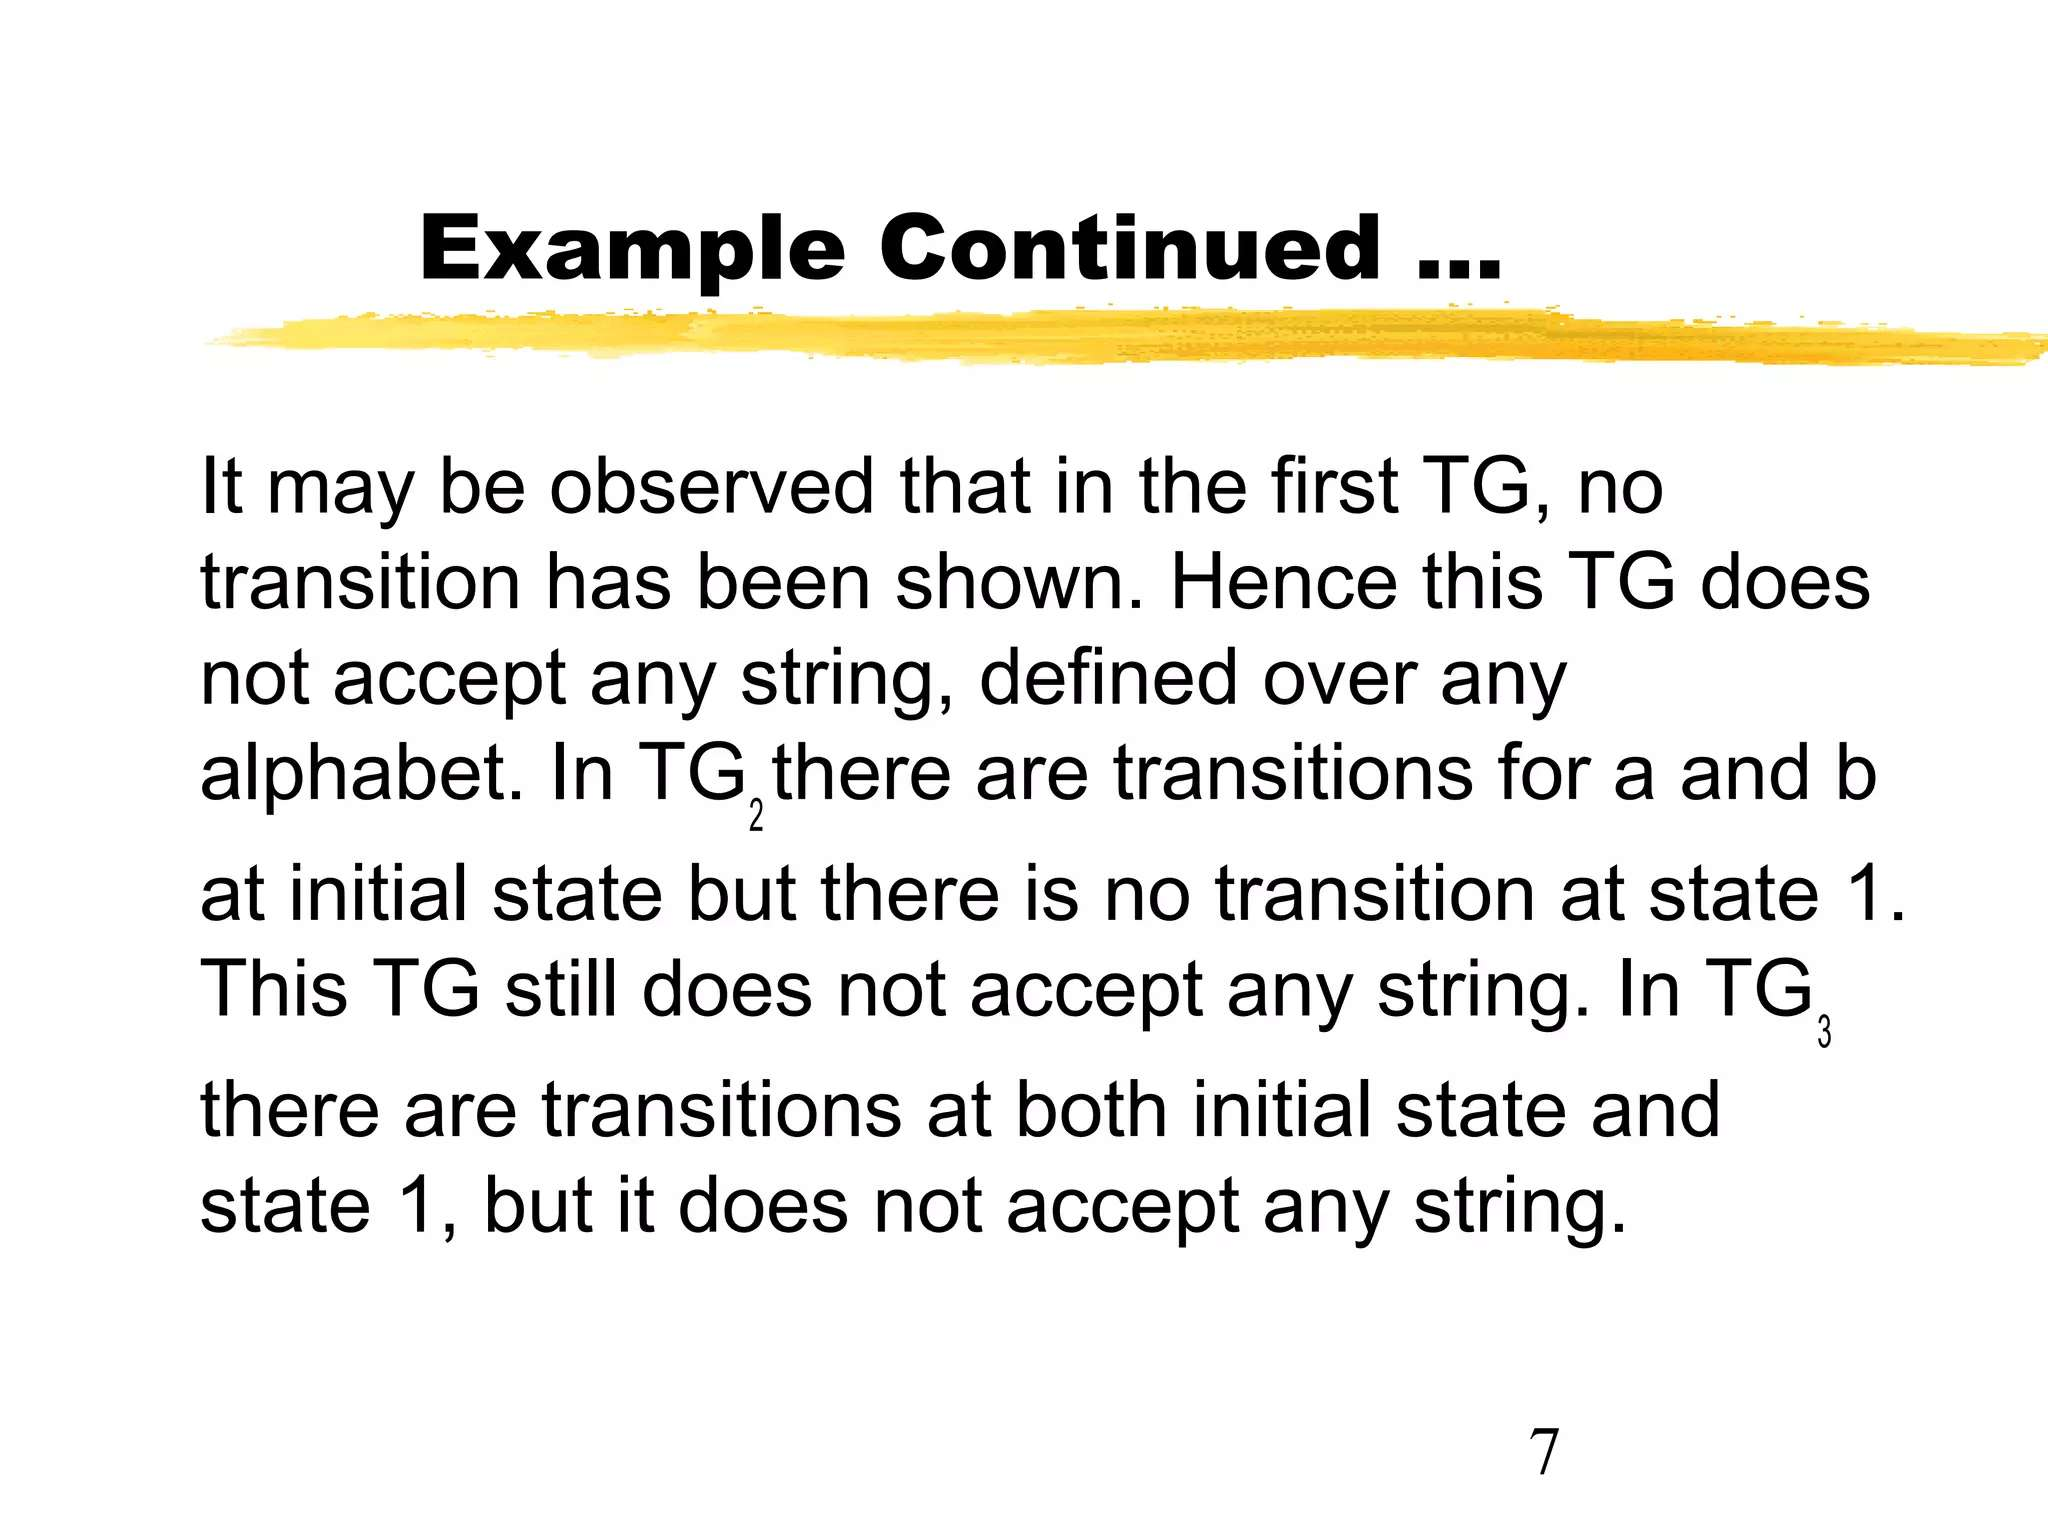 Example Continued …
It may be observed that in the first TG, no
transition has been shown. Hence this TG does
not accept any string, defined over any
alphabet. In TG2 there are transitions for a and b
at initial state but there is no transition at state 1.
This TG still does not accept any string. In TG3
there are transitions at both initial state and
state 1, but it does not accept any string.
7